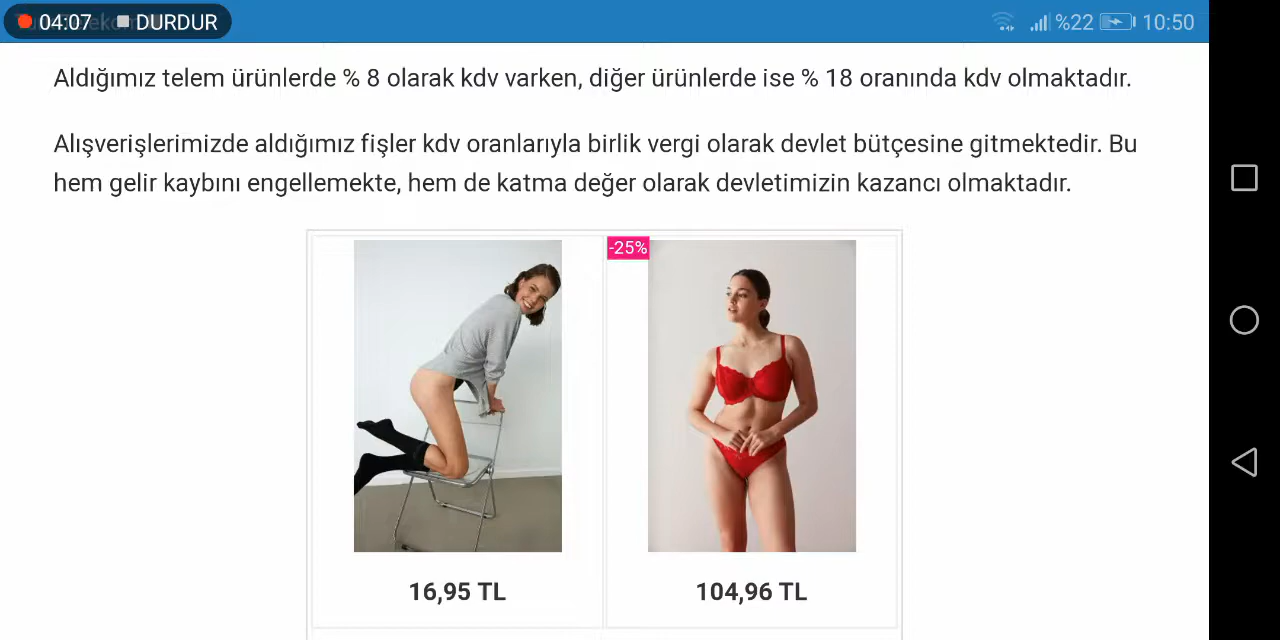 04:07 DURDUR %22 10:50
Aldığımız telem ürünlerde % 8 olarak kdv varken, diğer ürünlerde ise % 18 oranında kdv olmaktadır.
Alışverişlerimizde aldığımız fişler kdv oranlarıyla birlik vergi olarak devlet bütçesine gitmektedir. Bu
hem gelir kaybını engellemekte, hem de katma değer olarak devletimizin kazancı olmaktadır.
-25%
16,95 TL 104,96 TL